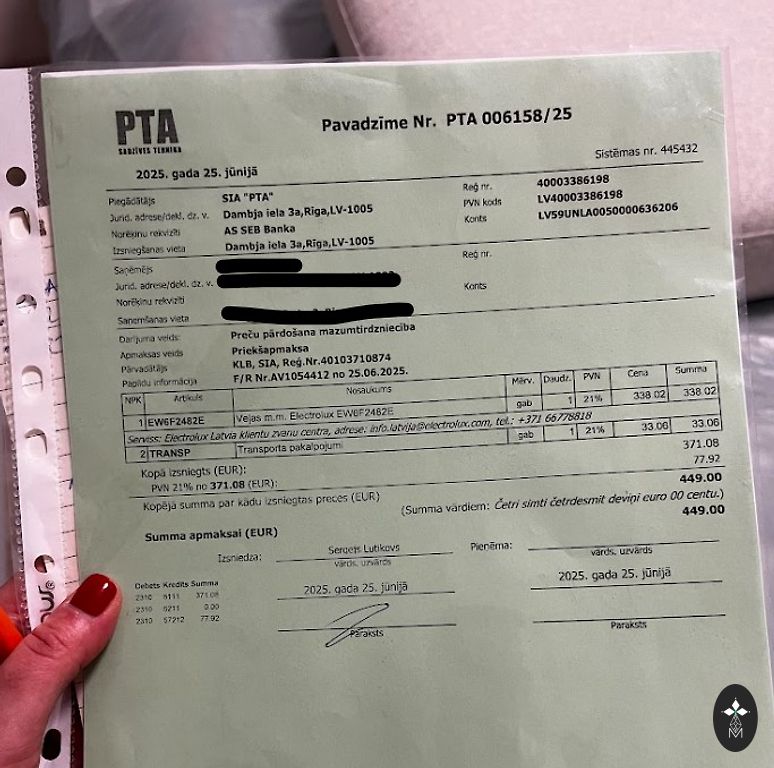 PTA
SADZĪVES TEHNIKA
Pavadzīme Nr. PTA 006158/25
Sistēmas nr. 445432
2025. gada 25. jūnijā
Piegādātājs SIA "PTA" Reģ nr. 40003386198
Jurid. adrese/dekl. dz. v. Dambja iela 3a,Rīga,LV-1005 PVN kods LV40003386198
Norēķinu rekvizīti AS SEB Banka Konts LV59UNLA0050000636206
Izsniegšanas vieta Dambja iela 3a,Rīga,LV-1005
Saņēmējs Reģ nr.
Jurid. adrese/dekl. dz. v.
Norēķinu rekvizīti Konts
Saņemšanas vieta
Darījuma veids: Preču pārdošana mazumtirdzniecība
Apmaksas veids Priekšapmaksa
Pārvadātājs KLB, SIA, Reģ.Nr.40103710874
Papildu informācija F/R Nr.AV1054412 no 25.06.2025.
NPK Artikuls Nosaukums Mērv. Daudz. PVN Cena Summa
1 EW6F2482E Veļas m.m. Electrolux EW6F2482E gab 1 21% 338.02 338.02
Serviss: Electrolux Latvia klientu zvanu centra, adrese: info.latvija@electrolux.com, tel.: +371 66778818
2 TRANSP Transporta pakalpojumi gab 1 21% 33.06 33.06
Kopā izsniegts (EUR): 371.08
PVN 21% no 371.08 (EUR): 77.92
Kopējā summa par kādu izsniegtas preces (EUR) 449.00
(Summa vārdiem: Četri simti četrdesmit deviņi euro 00 centu.)
Summa apmaksai (EUR) 449.00
Izsniedza: Sergejs Lutikovs Pieņēma:
vārds, uzvārds vārds, uzvārds
Debets Kredīts Summa
2310 6111 371.08
2310 6211 0.00
2310 57212 77.92
2025. gada 25. jūnijā 2025. gada 25. jūnijā
Paraksts Paraksts
M